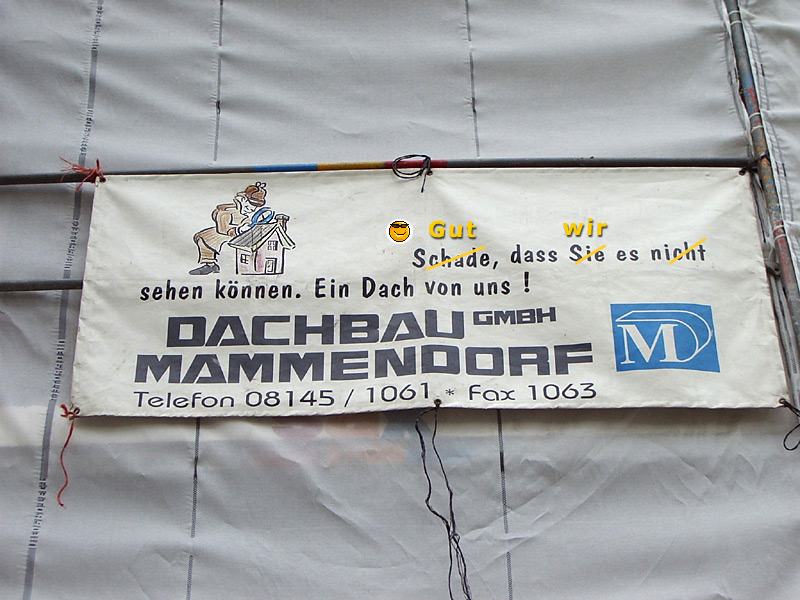 Gut wir
Schade, dass Sie es nicht
sehen können. Ein Dach von uns !
DACHBAU GMBH
MAMMENDORF
MD
Telefon 08145 / 1061 * Fax 1063